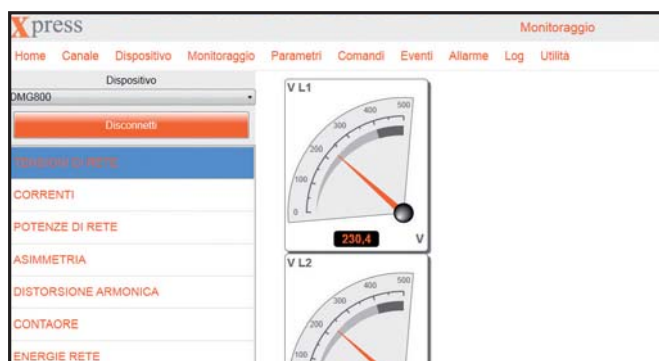 Xpress
Monitoraggio
Home Canale Dispositivo Monitoraggio Parametri Comandi Eventi Allarme Log Utilità
Dispositivo
DMG800
Disconnetti
TENSIONI DI RETE
CORRENTI
POTENZE DI RETE
ASIMMETRIA
DISTORSIONE ARMONICA
CONTAORE
ENERGIE RETE
V L1
0 100 200 300 400 500
230,4 V
V L2
100 200 300 400 500